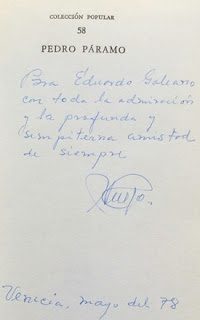 COLECCIÓN POPULAR
58
PEDRO PÁRAMO
Para Eduardo Galeano
con toda la admiración
y la profunda y
sempiterna amistad
de siempre
Venecia, mayo del 78